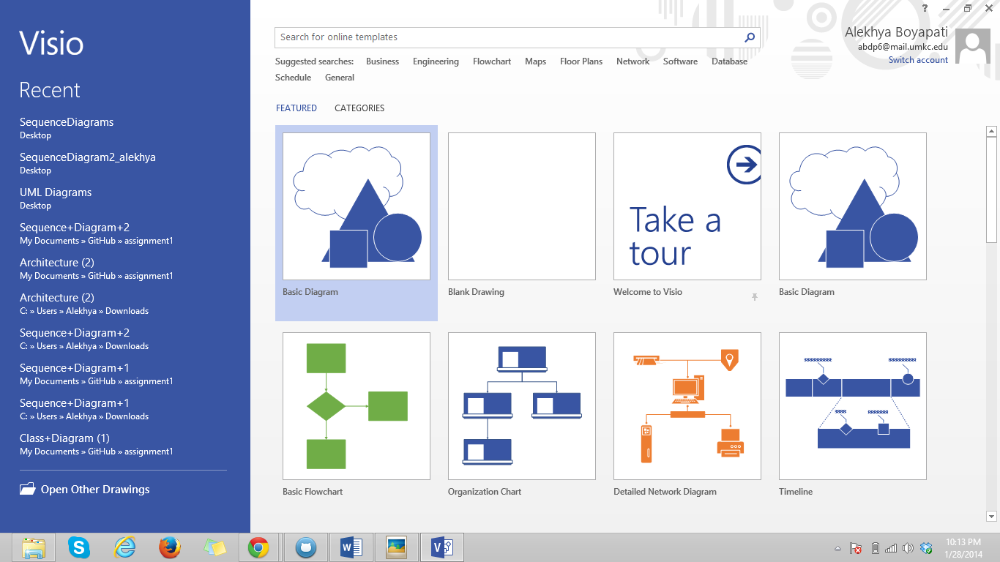 Visio
Recent
SequenceDiagrams
Desktop
SequenceDiagram2_alekhya
Desktop
UML Diagrams
Desktop
Sequence+Diagram+2
My Documents » GitHub » assignment1
Architecture (2)
My Documents » GitHub » assignment1
Architecture (2)
C: » Users » Alekhya » Downloads
Sequence+Diagram+2
C: » Users » Alekhya » Downloads
Sequence+Diagram+1
My Documents » GitHub » assignment1
Sequence+Diagram+1
C: » Users » Alekhya » Downloads
Class+Diagram (1)
My Documents » GitHub » assignment1
Open Other Drawings
?
Search for online templates
Alekhya Boyapati
abdp6@mail.umkc.edu
Switch account
Suggested searches: Business Engineering Flowchart Maps Floor Plans Network Software Database
Schedule General
FEATURED CATEGORIES
Take a
tour
Basic Diagram Blank Drawing Welcome to Visio Basic Diagram
Basic Flowchart Organization Chart Detailed Network Diagram Timeline
10:13 PM
1/28/2014